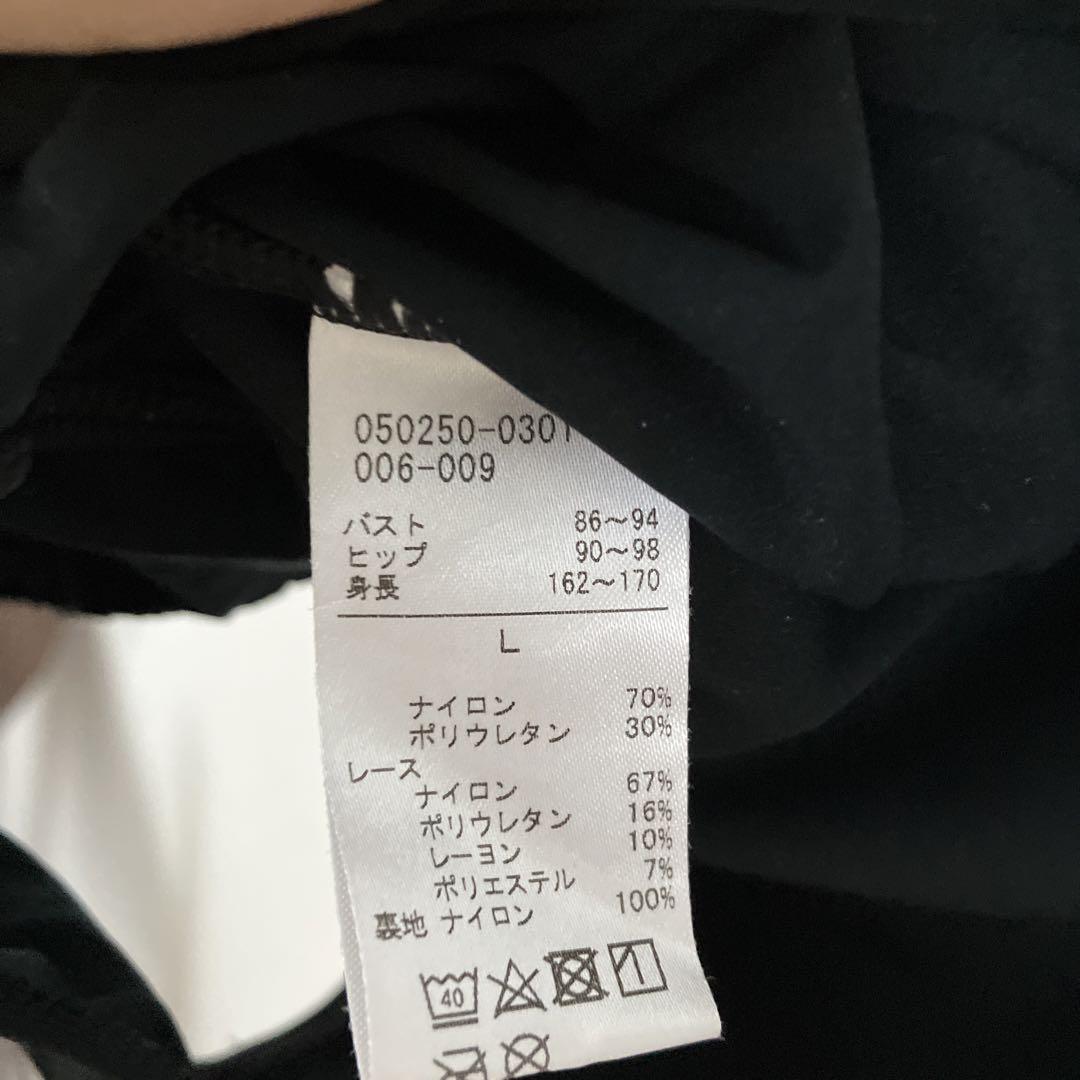 050250-0301
006-009
バスト 86～94
ヒップ 90～98
身長 162～170
L
ナイロン 70%
ポリウレタン 30%
レース
ナイロン 67%
ポリウレタン 16%
レーヨン 10%
ポリエステル 7%
裏地 ナイロン 100%
40